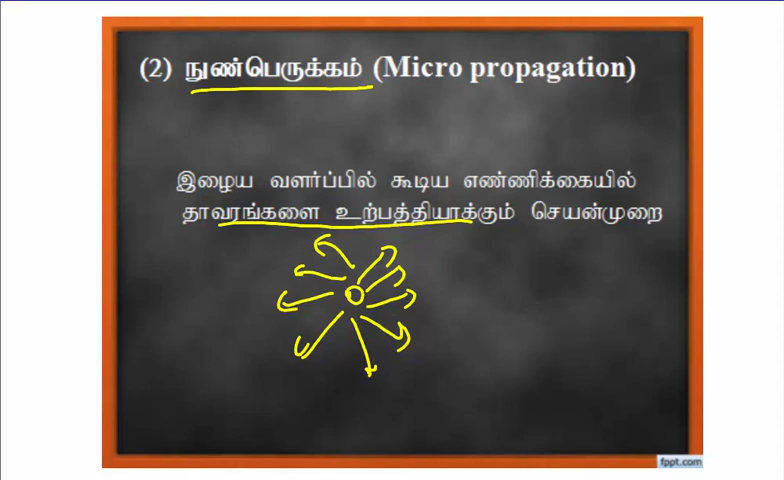 (2) நுண்பெருக்கம் (Micro propagation)
இழைய வளர்ப்பில் கூடிய எண்ணிக்கையில்
தாவரங்களை உற்பத்தியாக்கும் செயன்முறை
fppt.com